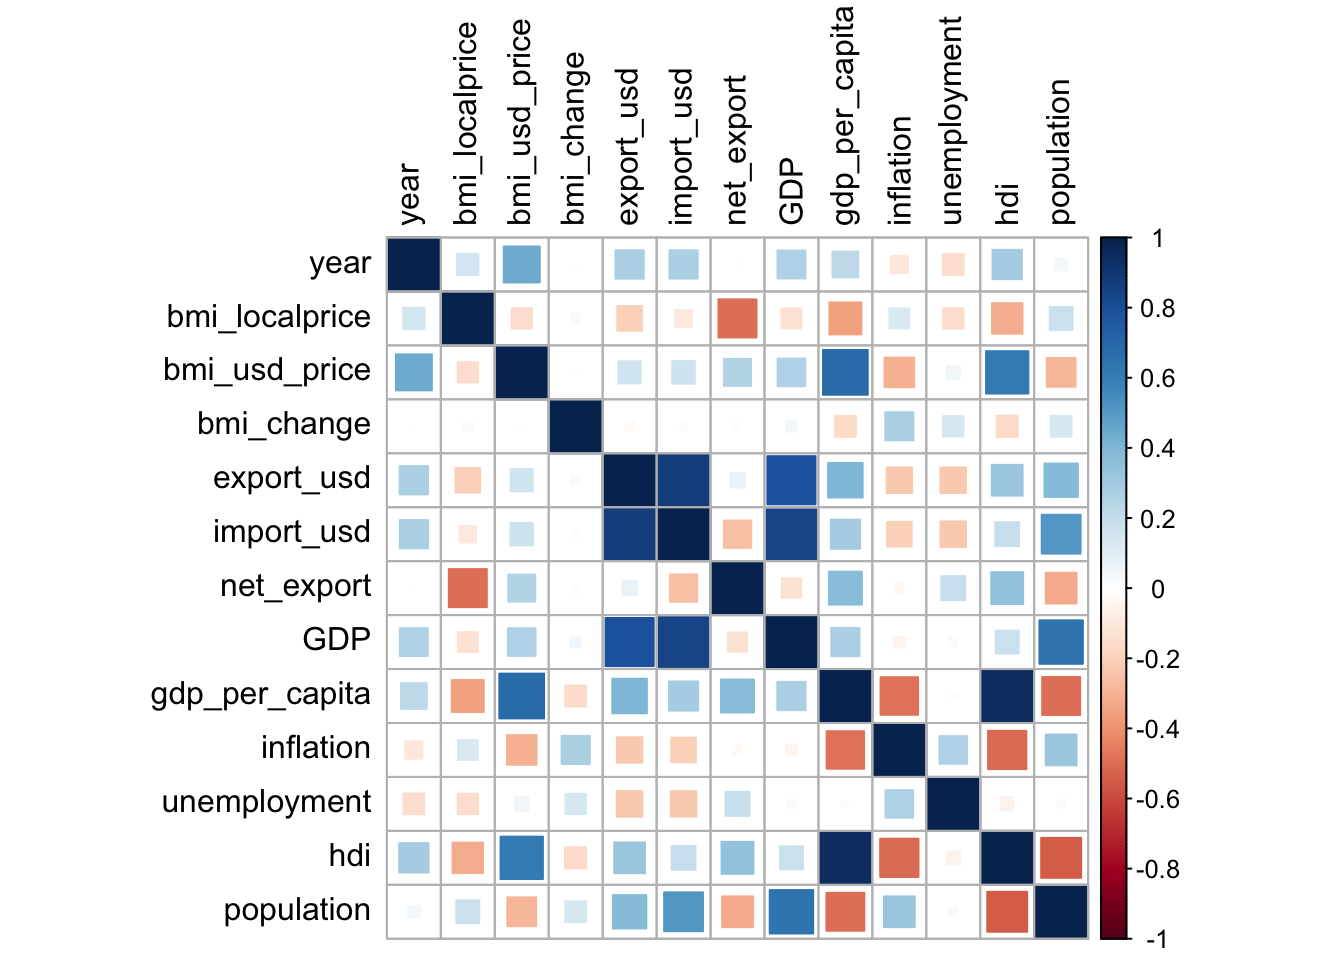 year
bmi_localprice
bmi_usd_price
bmi_change
export_usd
import_usd
net_export
GDP
gdp_per_capita
inflation
unemployment
hdi
population
year
bmi_localprice
bmi_usd_price
bmi_change
export_usd
import_usd
net_export
GDP
gdp_per_capita
inflation
unemployment
hdi
population
1
0.8
0.6
0.4
0.2
0
-0.2
-0.4
-0.6
-0.8
-1